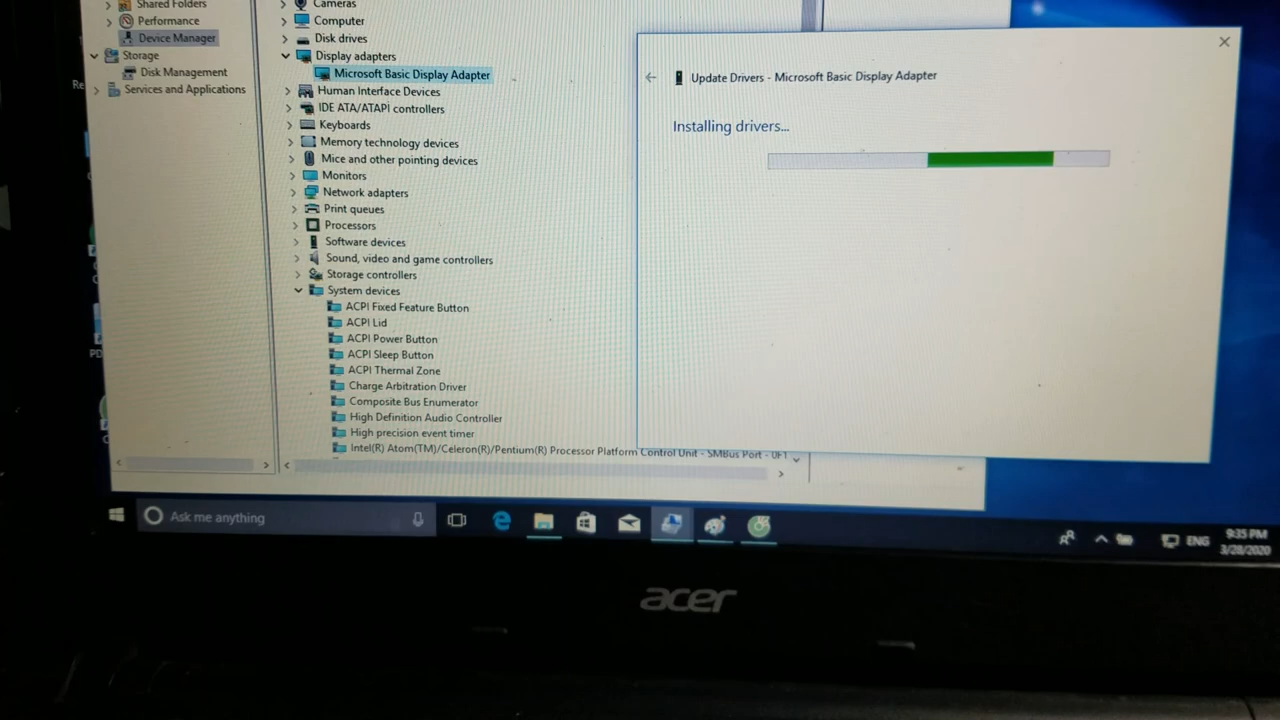 Shared Folders
Performance
Device Manager
Storage
Disk Management
Services and Applications
Cameras
Computer
Disk drives
Display adapters
Microsoft Basic Display Adapter
Human Interface Devices
IDE ATA/ATAPI controllers
Keyboards
Memory technology devices
Mice and other pointing devices
Monitors
Network adapters
Print queues
Processors
Software devices
Sound, video and game controllers
Storage controllers
System devices
ACPI Fixed Feature Button
ACPI Lid
ACPI Power Button
ACPI Sleep Button
ACPI Thermal Zone
Charge Arbitration Driver
Composite Bus Enumerator
High Definition Audio Controller
High precision event timer
Intel(R) Atom(TM)/Celeron(R)/Pentium(R) Processor Platform Control Unit - SMBus Port
Update Drivers - Microsoft Basic Display Adapter
Installing drivers...
Re
PD
Ask me anything
ENG
9:35 PM
3/28/2020
acer